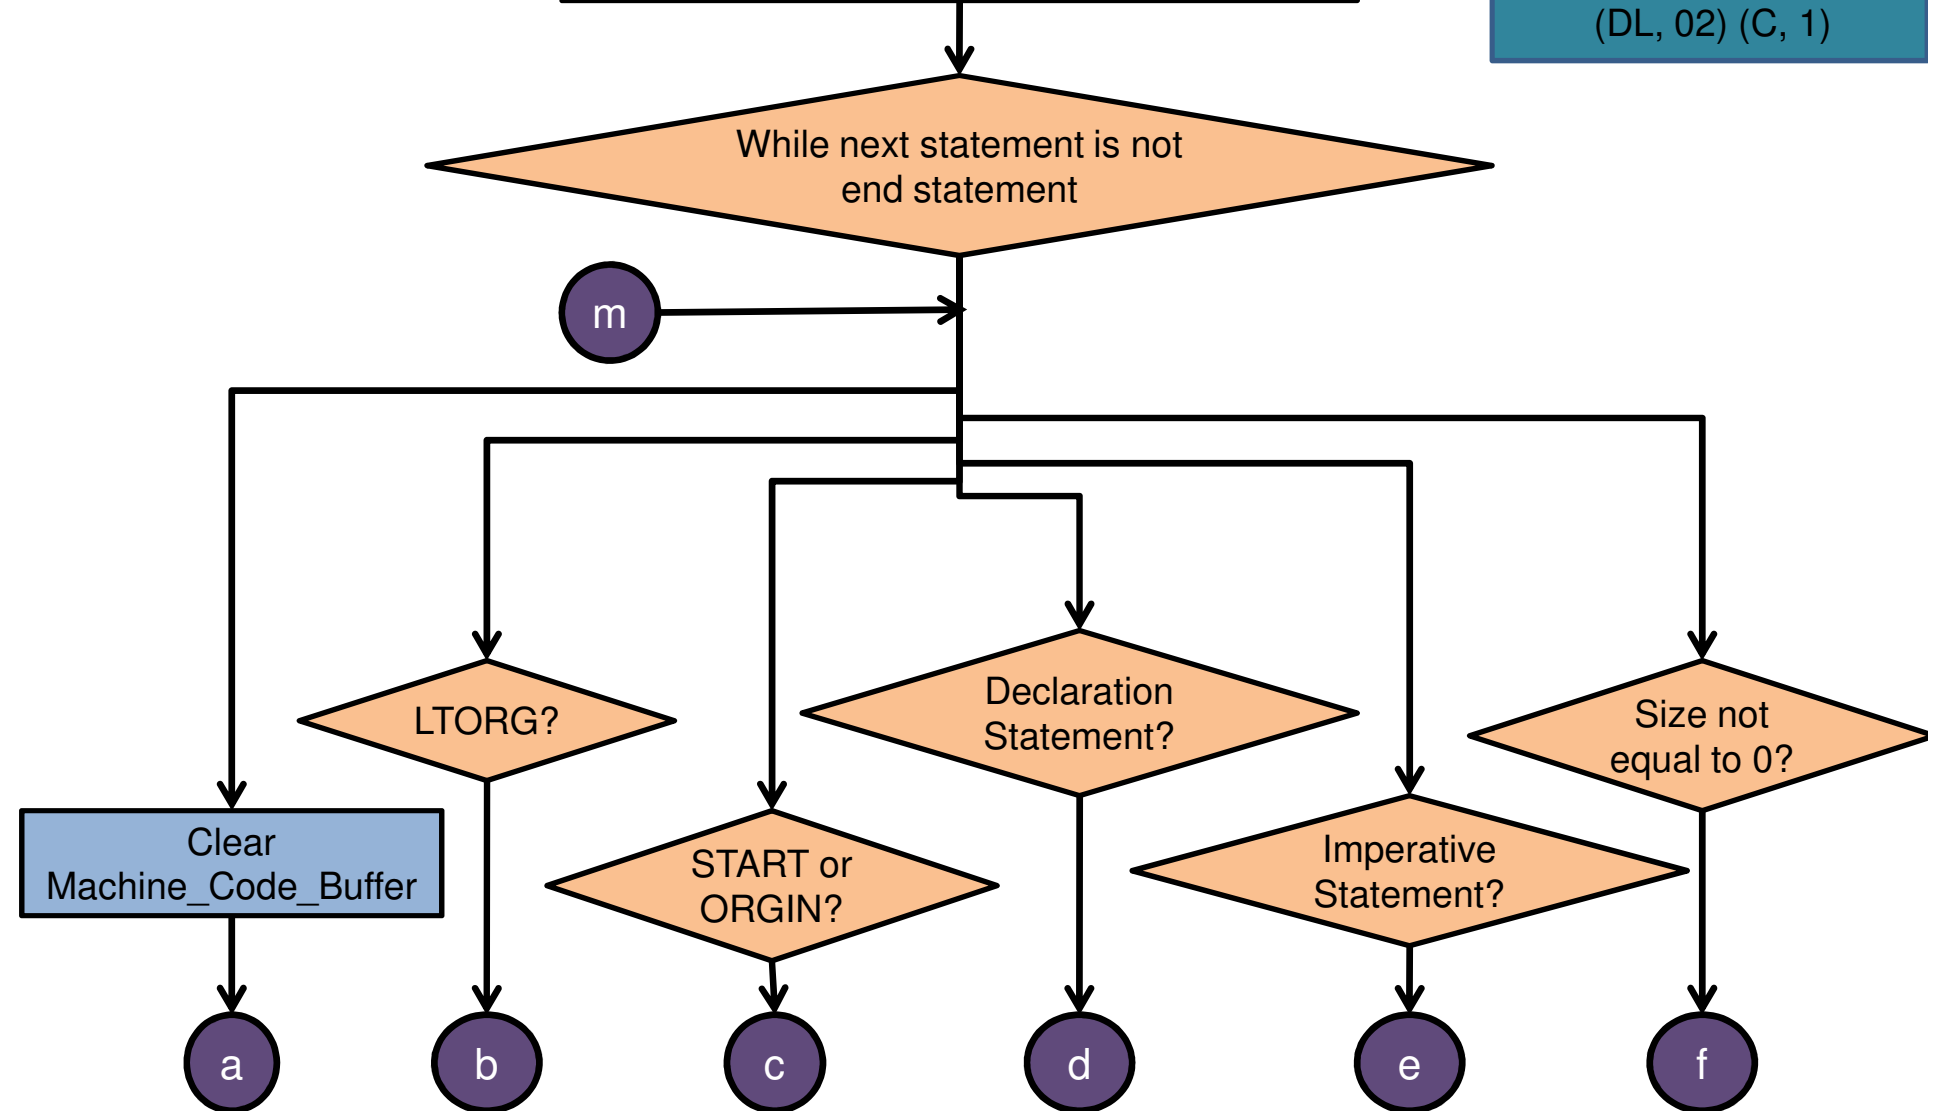 (DL, 02) (C, 1)
While next statement is not
end statement
m
LTORG?
Declaration
Statement?
Size not
equal to 0?
Clear
Machine_Code_Buffer
START or
ORGIN?
Imperative
Statement?
a
b
c
d
e
f